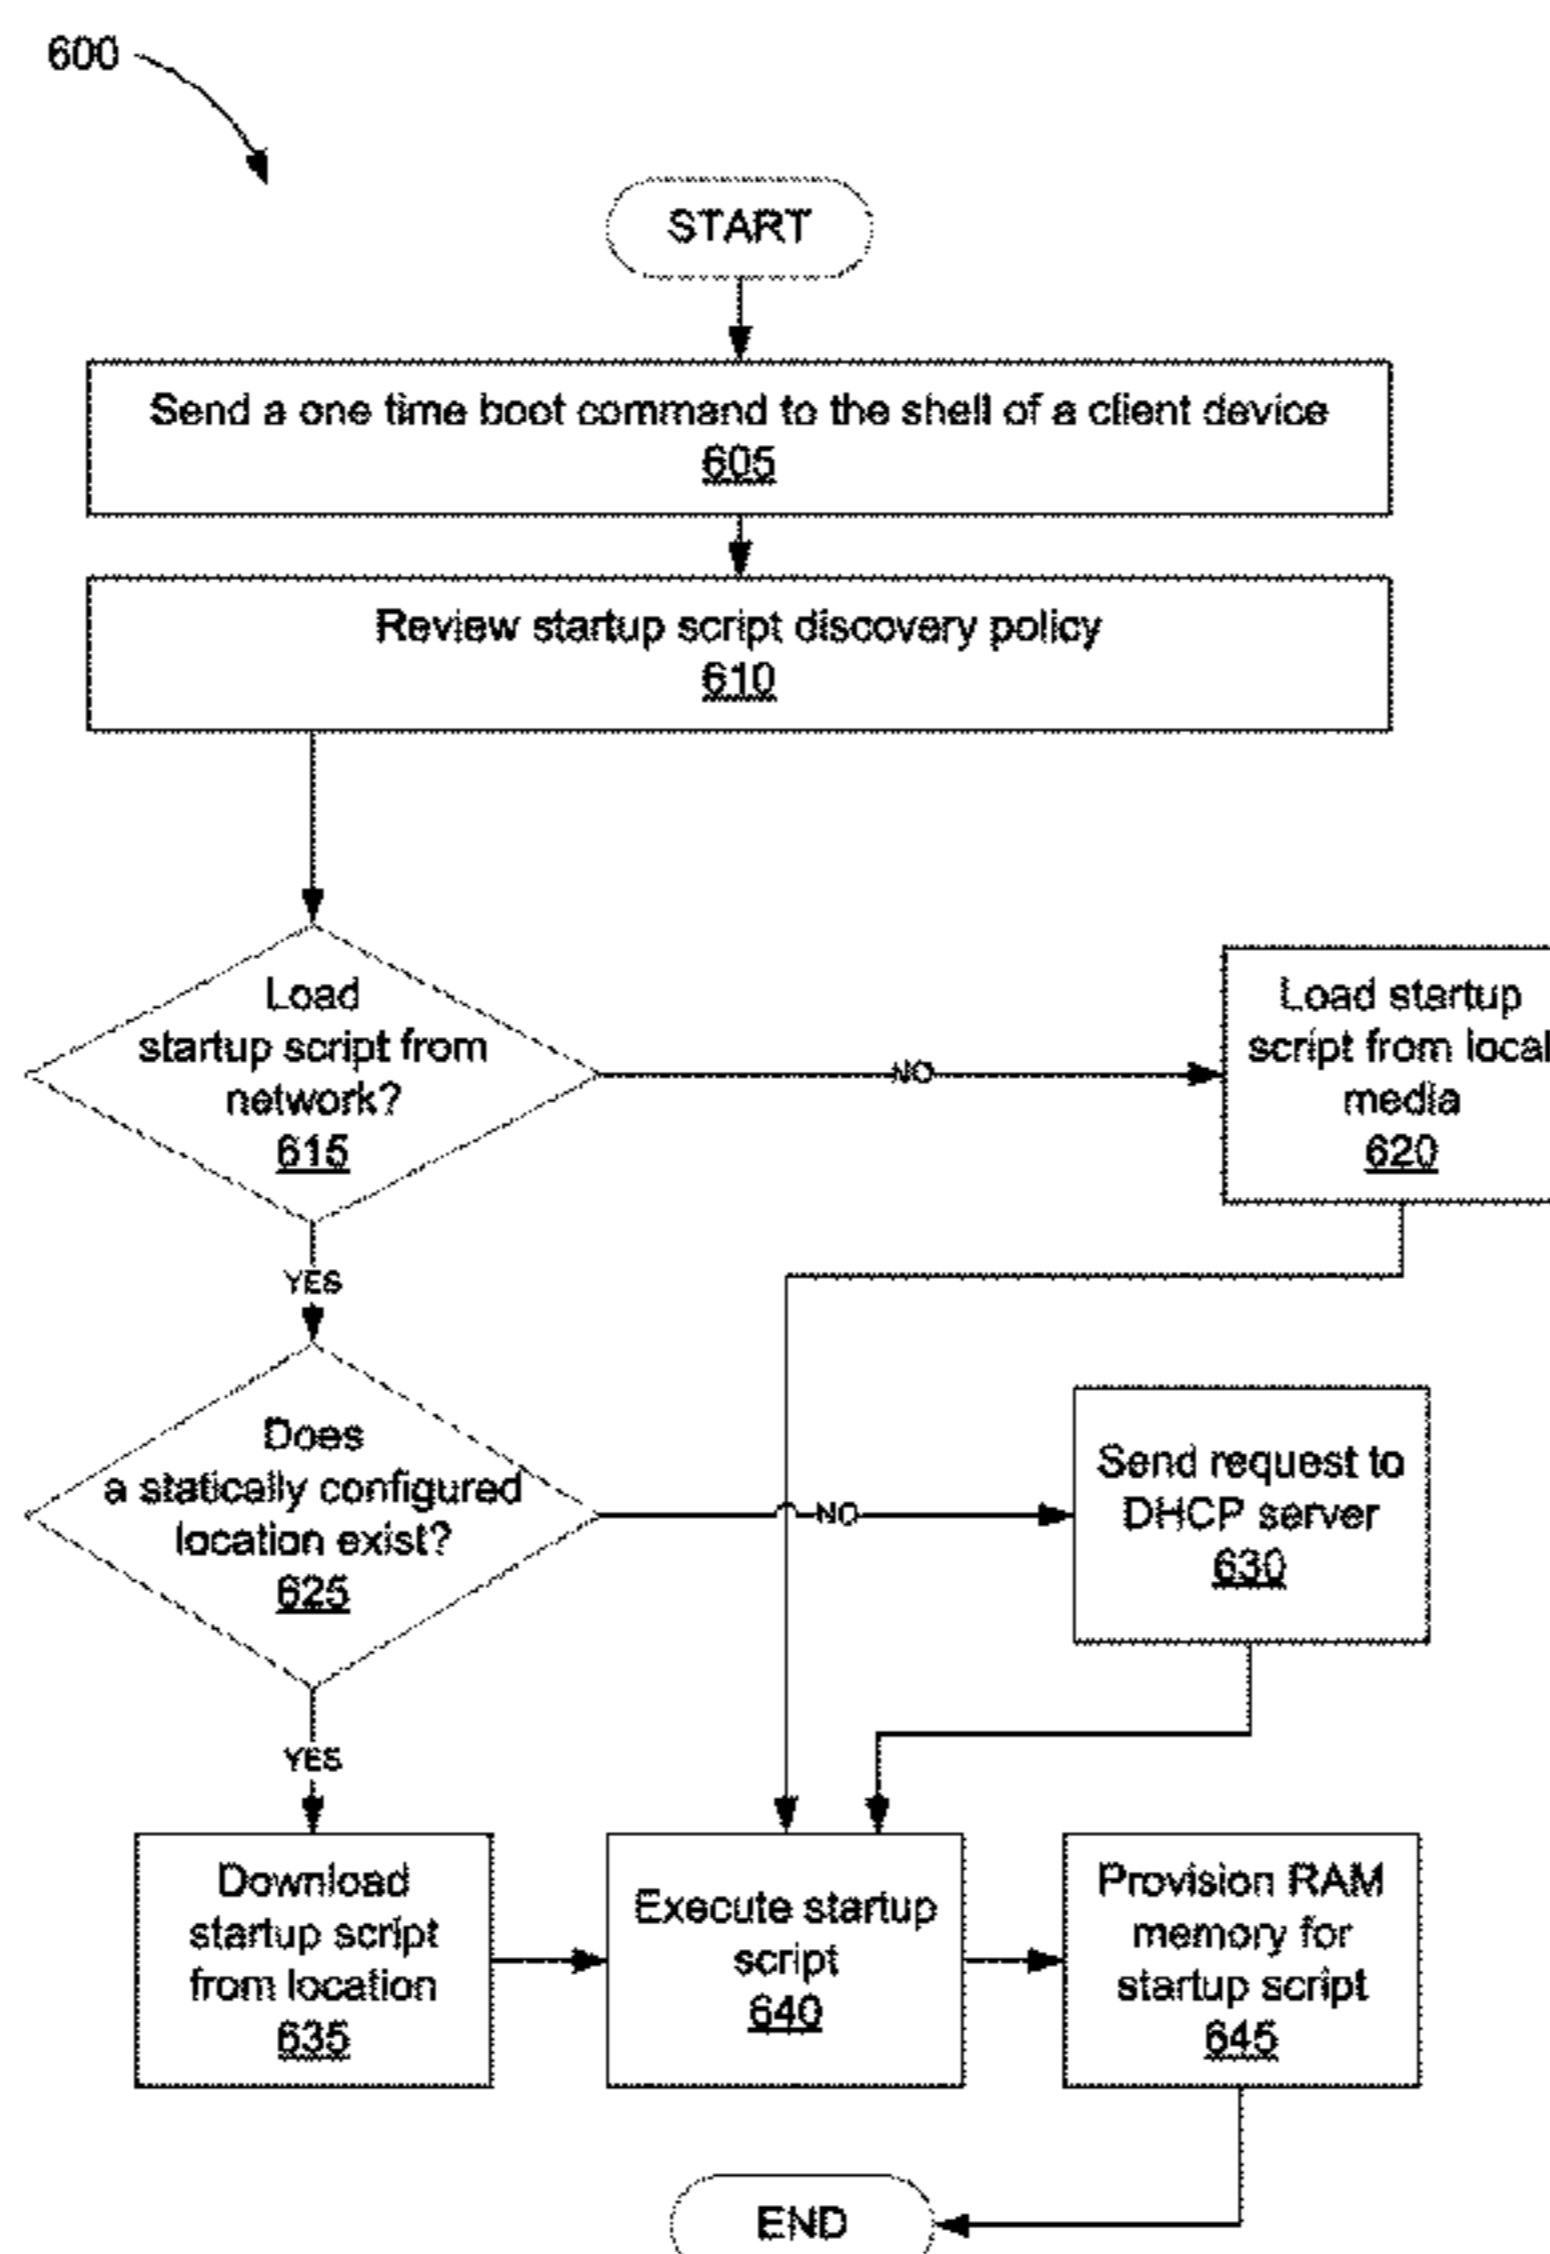 600
START
Send a one time boot command to the shell of a client device
605
Review startup script discovery policy
610
Load
startup script from
network?
615
NO
Load startup
script from local
media
620
YES
Does
a statically configured
location exist?
625
NO
Send request to
DHCP server
630
YES
Download
startup script
from location
635
Execute startup
script
640
Provision RAM
memory for
startup script
645
END